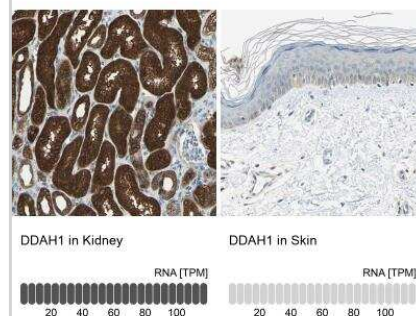 DDAH1 in Kidney
RNA [TPM]
20 40 60 80 100
DDAH1 in Skin
RNA [TPM]
20 40 60 80 100